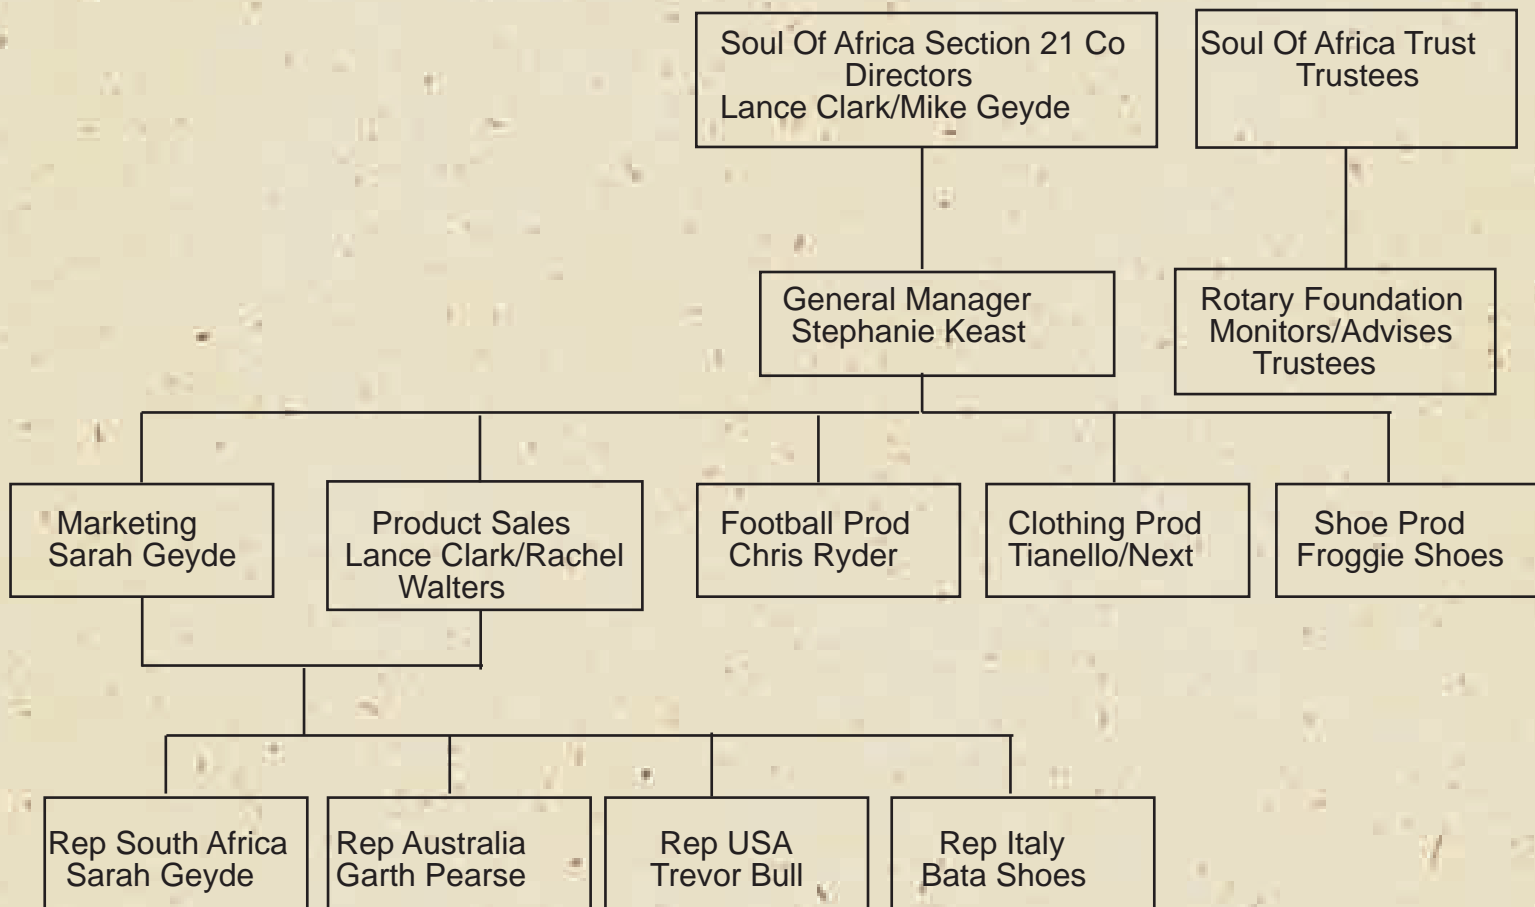 Soul Of Africa Section 21 Co
Directors
Lance Clark/Mike Geyde
Soul Of Africa Trust
Trustees
General Manager
Stephanie Keast
Rotary Foundation
Monitors/Advises
Trustees
Marketing
Sarah Geyde
Product Sales
Lance Clark/Rachel
Walters
Football Prod
Chris Ryder
Clothing Prod
Tianello/Next
Shoe Prod
Froggie Shoes
Rep South Africa
Sarah Geyde
Rep Australia
Garth Pearse
Rep USA
Trevor Bull
Rep Italy
Bata Shoes